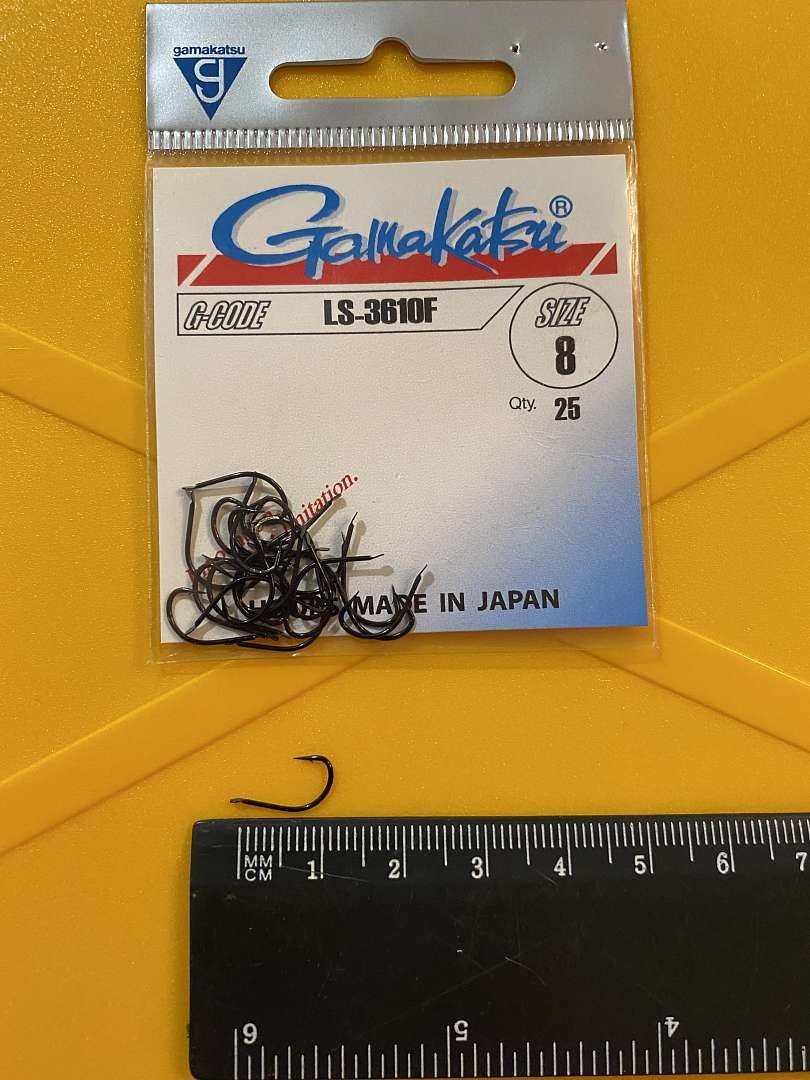 gamakatsu
Gamakatsu®
G-CODE LS-3610F SIZE
8
Qty. 25
imitation.
MADE IN JAPAN
MM
CM 1 2 3 4 5 6 7
6 5 4